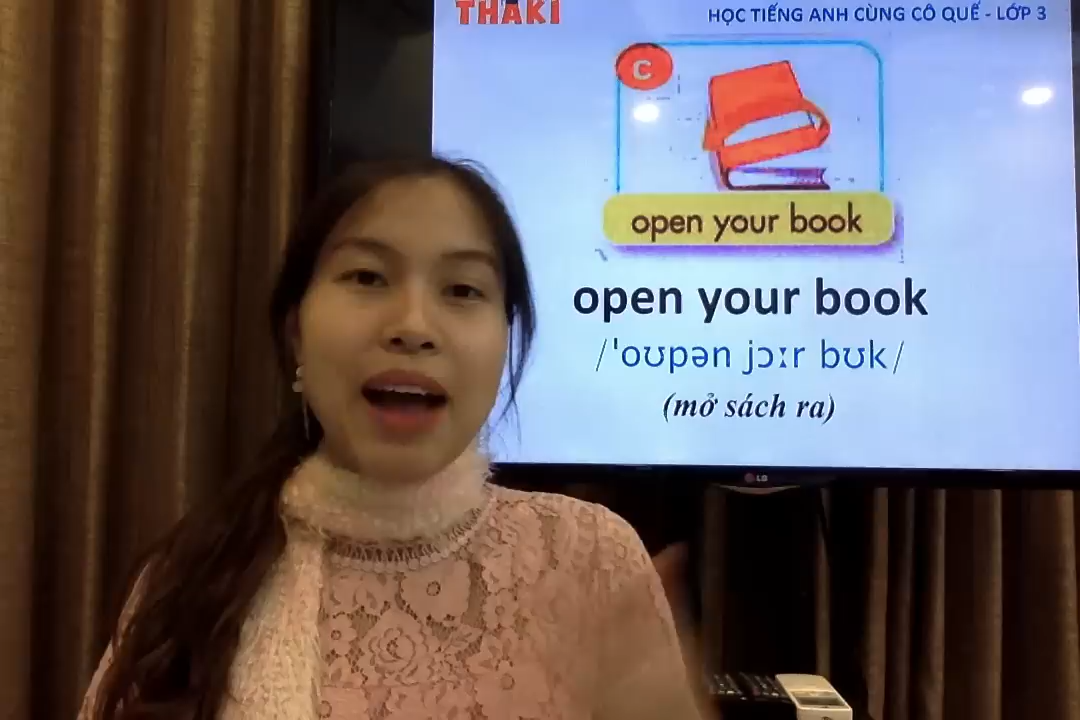 THAKI
HỌC TIẾNG ANH CÙNG CÔ QUẾ - LỚP 3
C
open your book
open your book
/ˈoʊpən jɔːr bʊk/
(mở sách ra)
LG